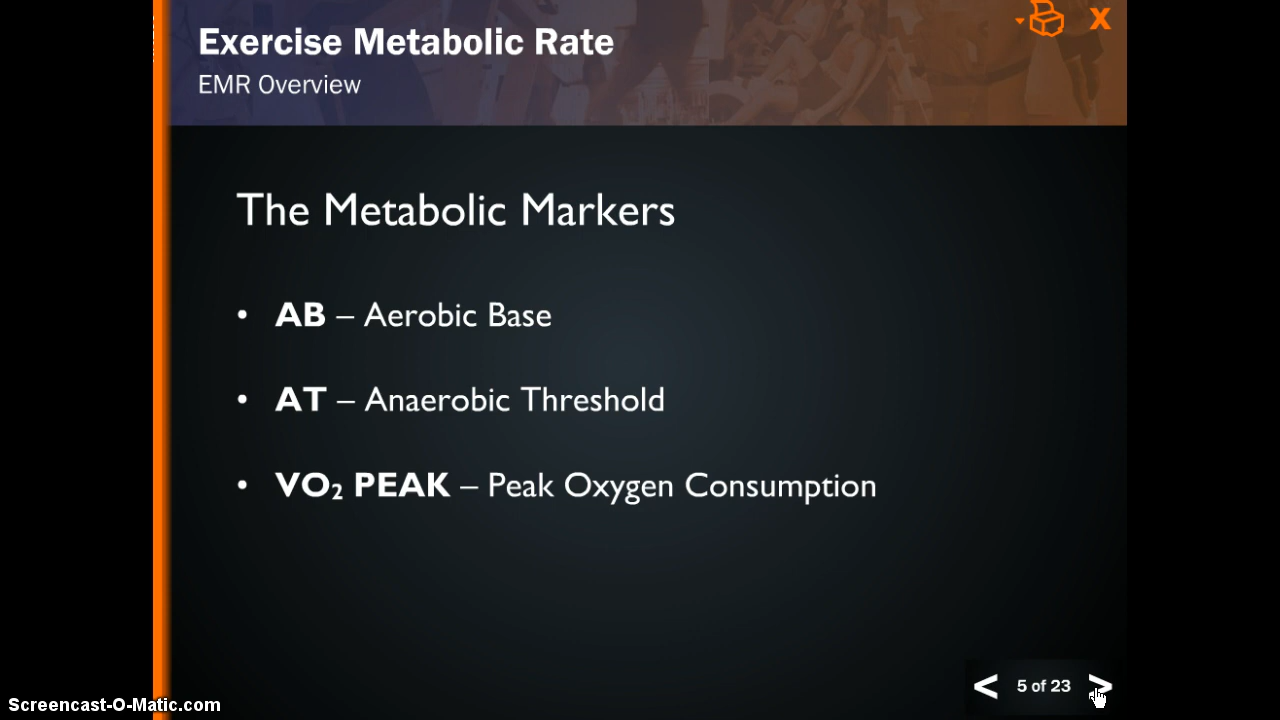 Exercise Metabolic Rate
X
EMR Overview
The Metabolic Markers
• AB – Aerobic Base
• AT – Anaerobic Threshold
• VO₂ PEAK – Peak Oxygen Consumption
< 5 of 23 >
Screencast-O-Matic.com